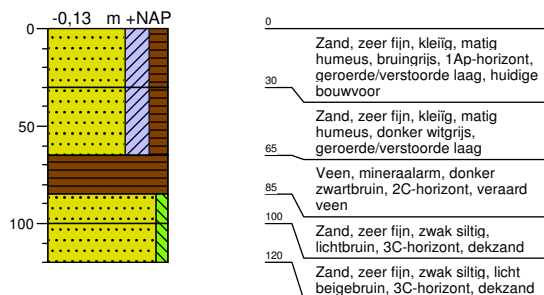 -0,13 m +NAP
0
50
100
0
Zand, zeer fijn, kleiïg, matig
humeus, bruingrijs, 1Ap-horizont,
geroerde/verstoorde laag, huidige
bouwvoor
30
Zand, zeer fijn, kleiïg, matig
humeus, donker witgrijs,
geroerde/verstoorde laag
65
Veen, mineraalarm, donker
zwartbruin, 2C-horizont, veraard
veen
85
100
Zand, zeer fijn, zwak siltig,
lichtbruin, 3C-horizont, dekzand
120
Zand, zeer fijn, zwak siltig, licht
beigebruin, 3C-horizont, dekzand